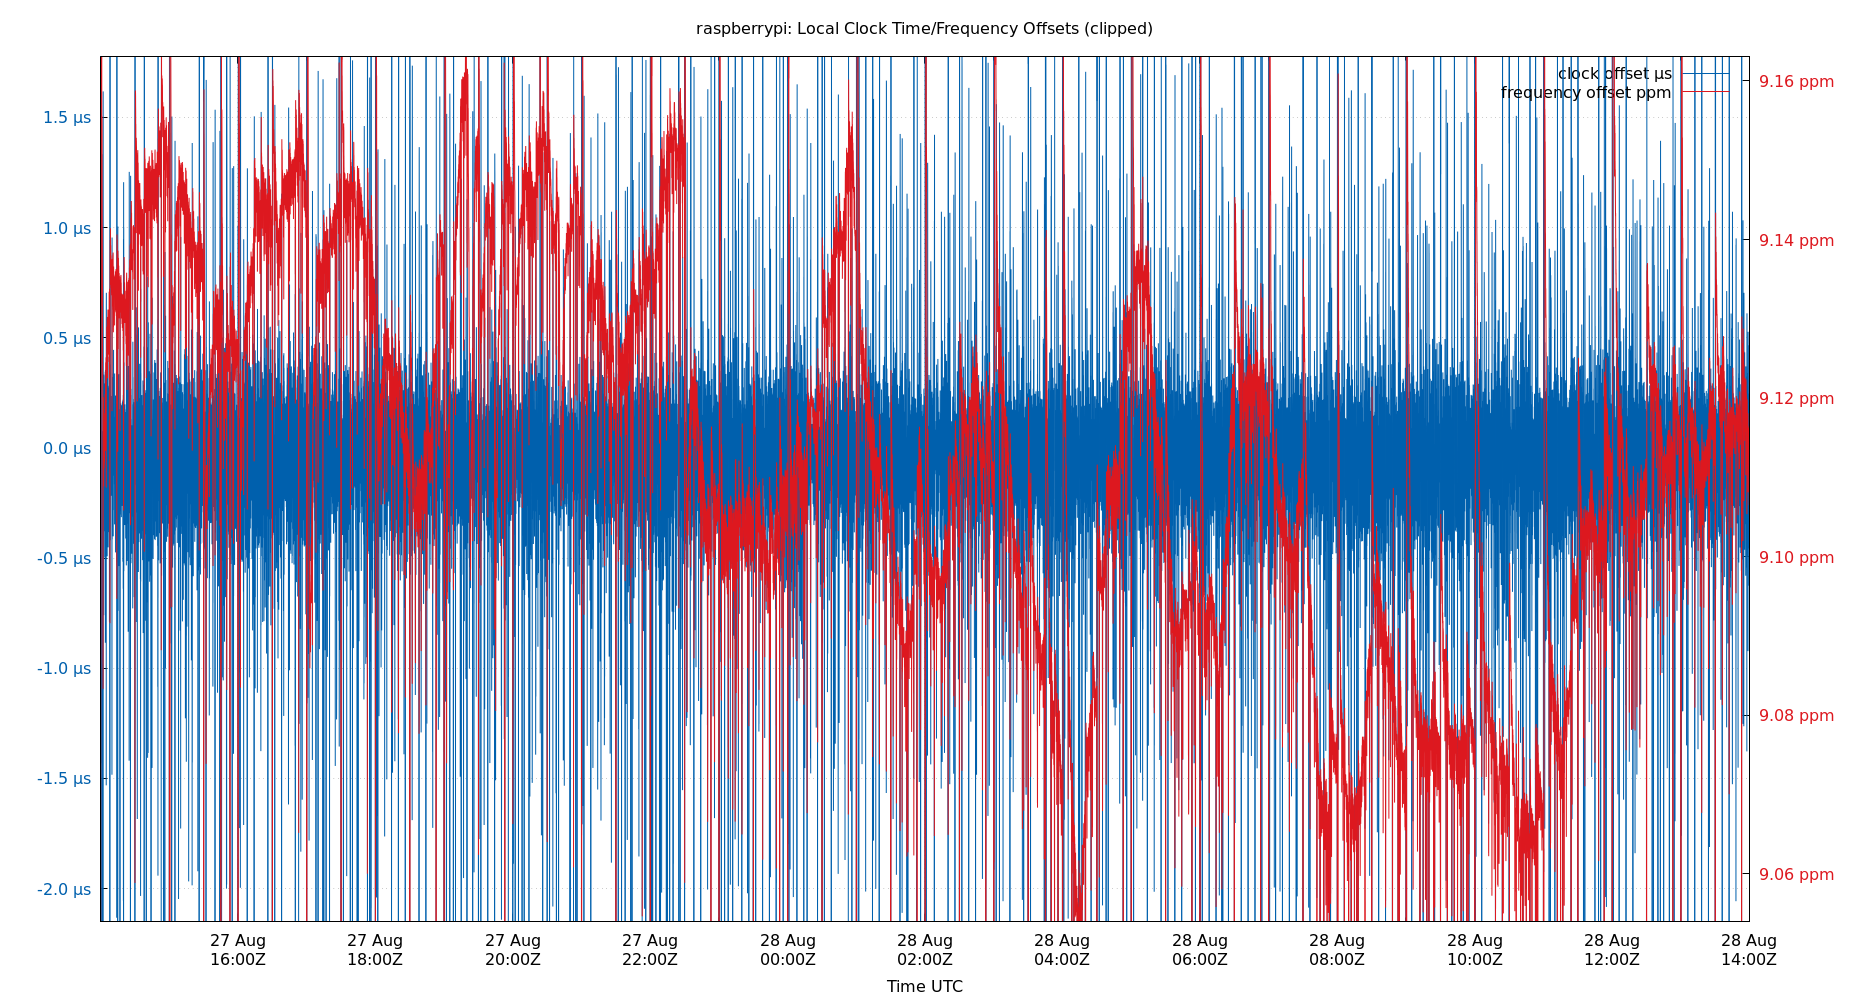 raspberrypi: Local Clock Time/Frequency Offsets (clipped)
clock offset µs
frequency offset ppm
1.5 µs
1.0 µs
0.5 µs
0.0 µs
-0.5 µs
-1.0 µs
-1.5 µs
-2.0 µs
9.16 ppm
9.14 ppm
9.12 ppm
9.10 ppm
9.08 ppm
9.06 ppm
27 Aug 27 Aug 27 Aug 27 Aug 28 Aug 28 Aug 28 Aug 28 Aug 28 Aug 28 Aug 28 Aug 28 Aug
16:00Z 18:00Z 20:00Z 22:00Z 00:00Z 02:00Z 04:00Z 06:00Z 08:00Z 10:00Z 12:00Z 14:00Z
Time UTC